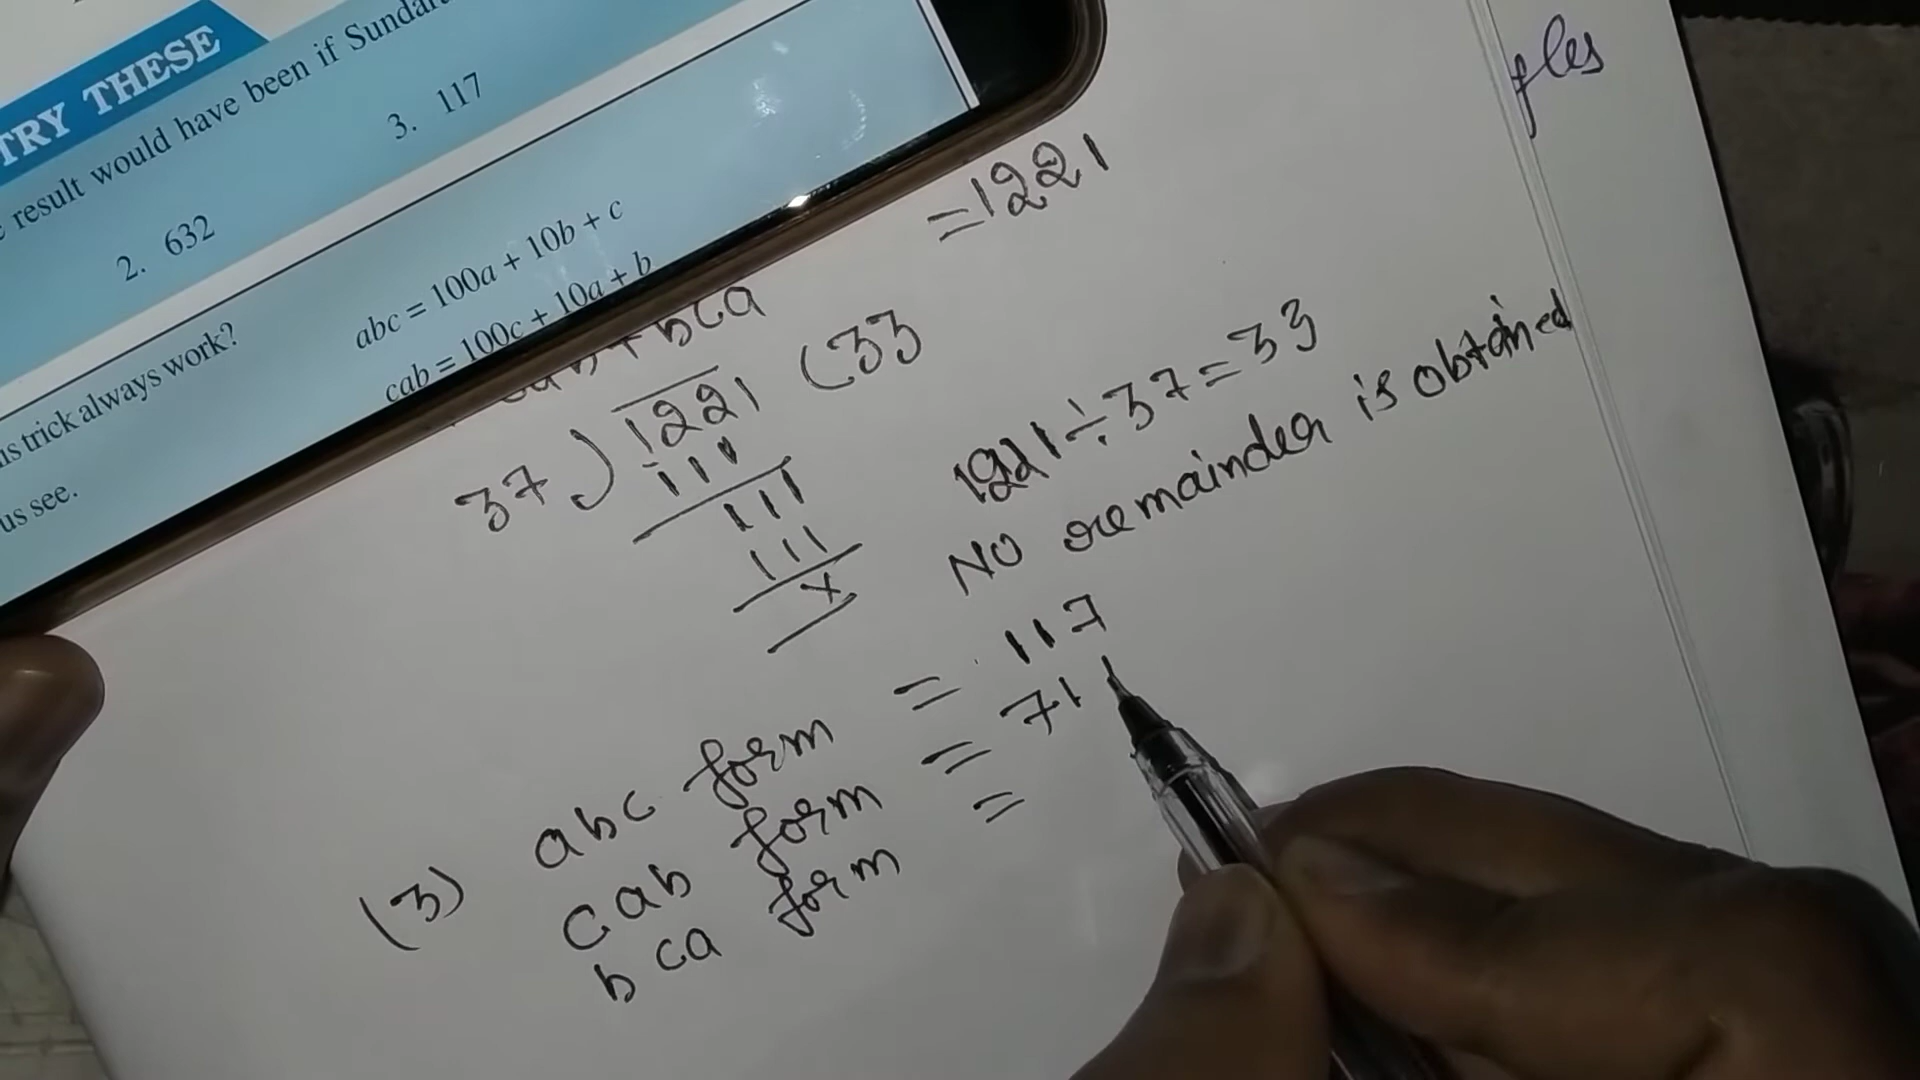 TRY THESE
result would have been if Sundar
2. 632
3. 117
trick always work?
us see.
abc = 100a + 10b + c
cab = 100c + 10a + b
+ bca
= 1221
fles
37 ) 1221 ( 33
111
111
111
x
1221 ÷ 37 = 33
No remainder is obtained
(3) abc form = 117
cab form = 711
bca form =